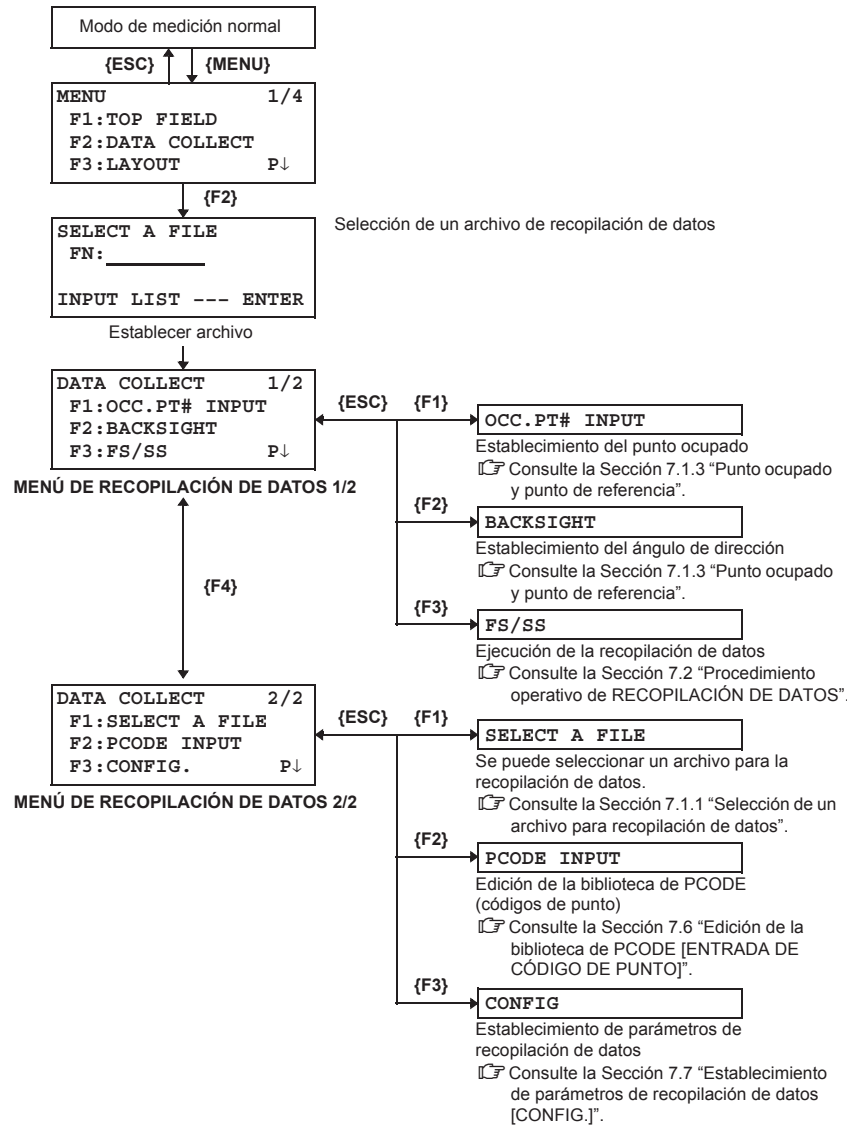 Modo de medición normal
{ESC} {MENU}
MENU 1/4
F1:TOP FIELD
F2:DATA COLLECT
F3:LAYOUT P↓
{F2}
SELECT A FILE
FN:
INPUT LIST --- ENTER
Selección de un archivo de recopilación de datos
Establecer archivo
DATA COLLECT 1/2
F1:OCC.PT# INPUT
F2:BACKSIGHT
F3:FS/SS P↓
MENÚ DE RECOPILACIÓN DE DATOS 1/2
{ESC} {F1}
OCC.PT# INPUT
Establecimiento del punto ocupado
☞ Consulte la Sección 7.1.3 “Punto ocupado
y punto de referencia”.
{F2}
BACKSIGHT
Establecimiento del ángulo de dirección
☞ Consulte la Sección 7.1.3 “Punto ocupado
y punto de referencia”.
{F3}
FS/SS
Ejecución de la recopilación de datos
☞ Consulte la Sección 7.2 “Procedimiento
operativo de RECOPILACIÓN DE DATOS”.
{F4}
DATA COLLECT 2/2
F1:SELECT A FILE
F2:PCODE INPUT
F3:CONFIG. P↓
MENÚ DE RECOPILACIÓN DE DATOS 2/2
{ESC} {F1}
SELECT A FILE
Se puede seleccionar un archivo para la
recopilación de datos.
☞ Consulte la Sección 7.1.1 “Selección de un
archivo para recopilación de datos”.
{F2}
PCODE INPUT
Edición de la biblioteca de PCODE
(códigos de punto)
☞ Consulte la Sección 7.6 “Edición de la
biblioteca de PCODE [ENTRADA DE
CÓDIGO DE PUNTO]”.
{F3}
CONFIG
Establecimiento de parámetros de
recopilación de datos
☞ Consulte la Sección 7.7 “Establecimiento
de parámetros de recopilación de datos
[CONFIG.]”.